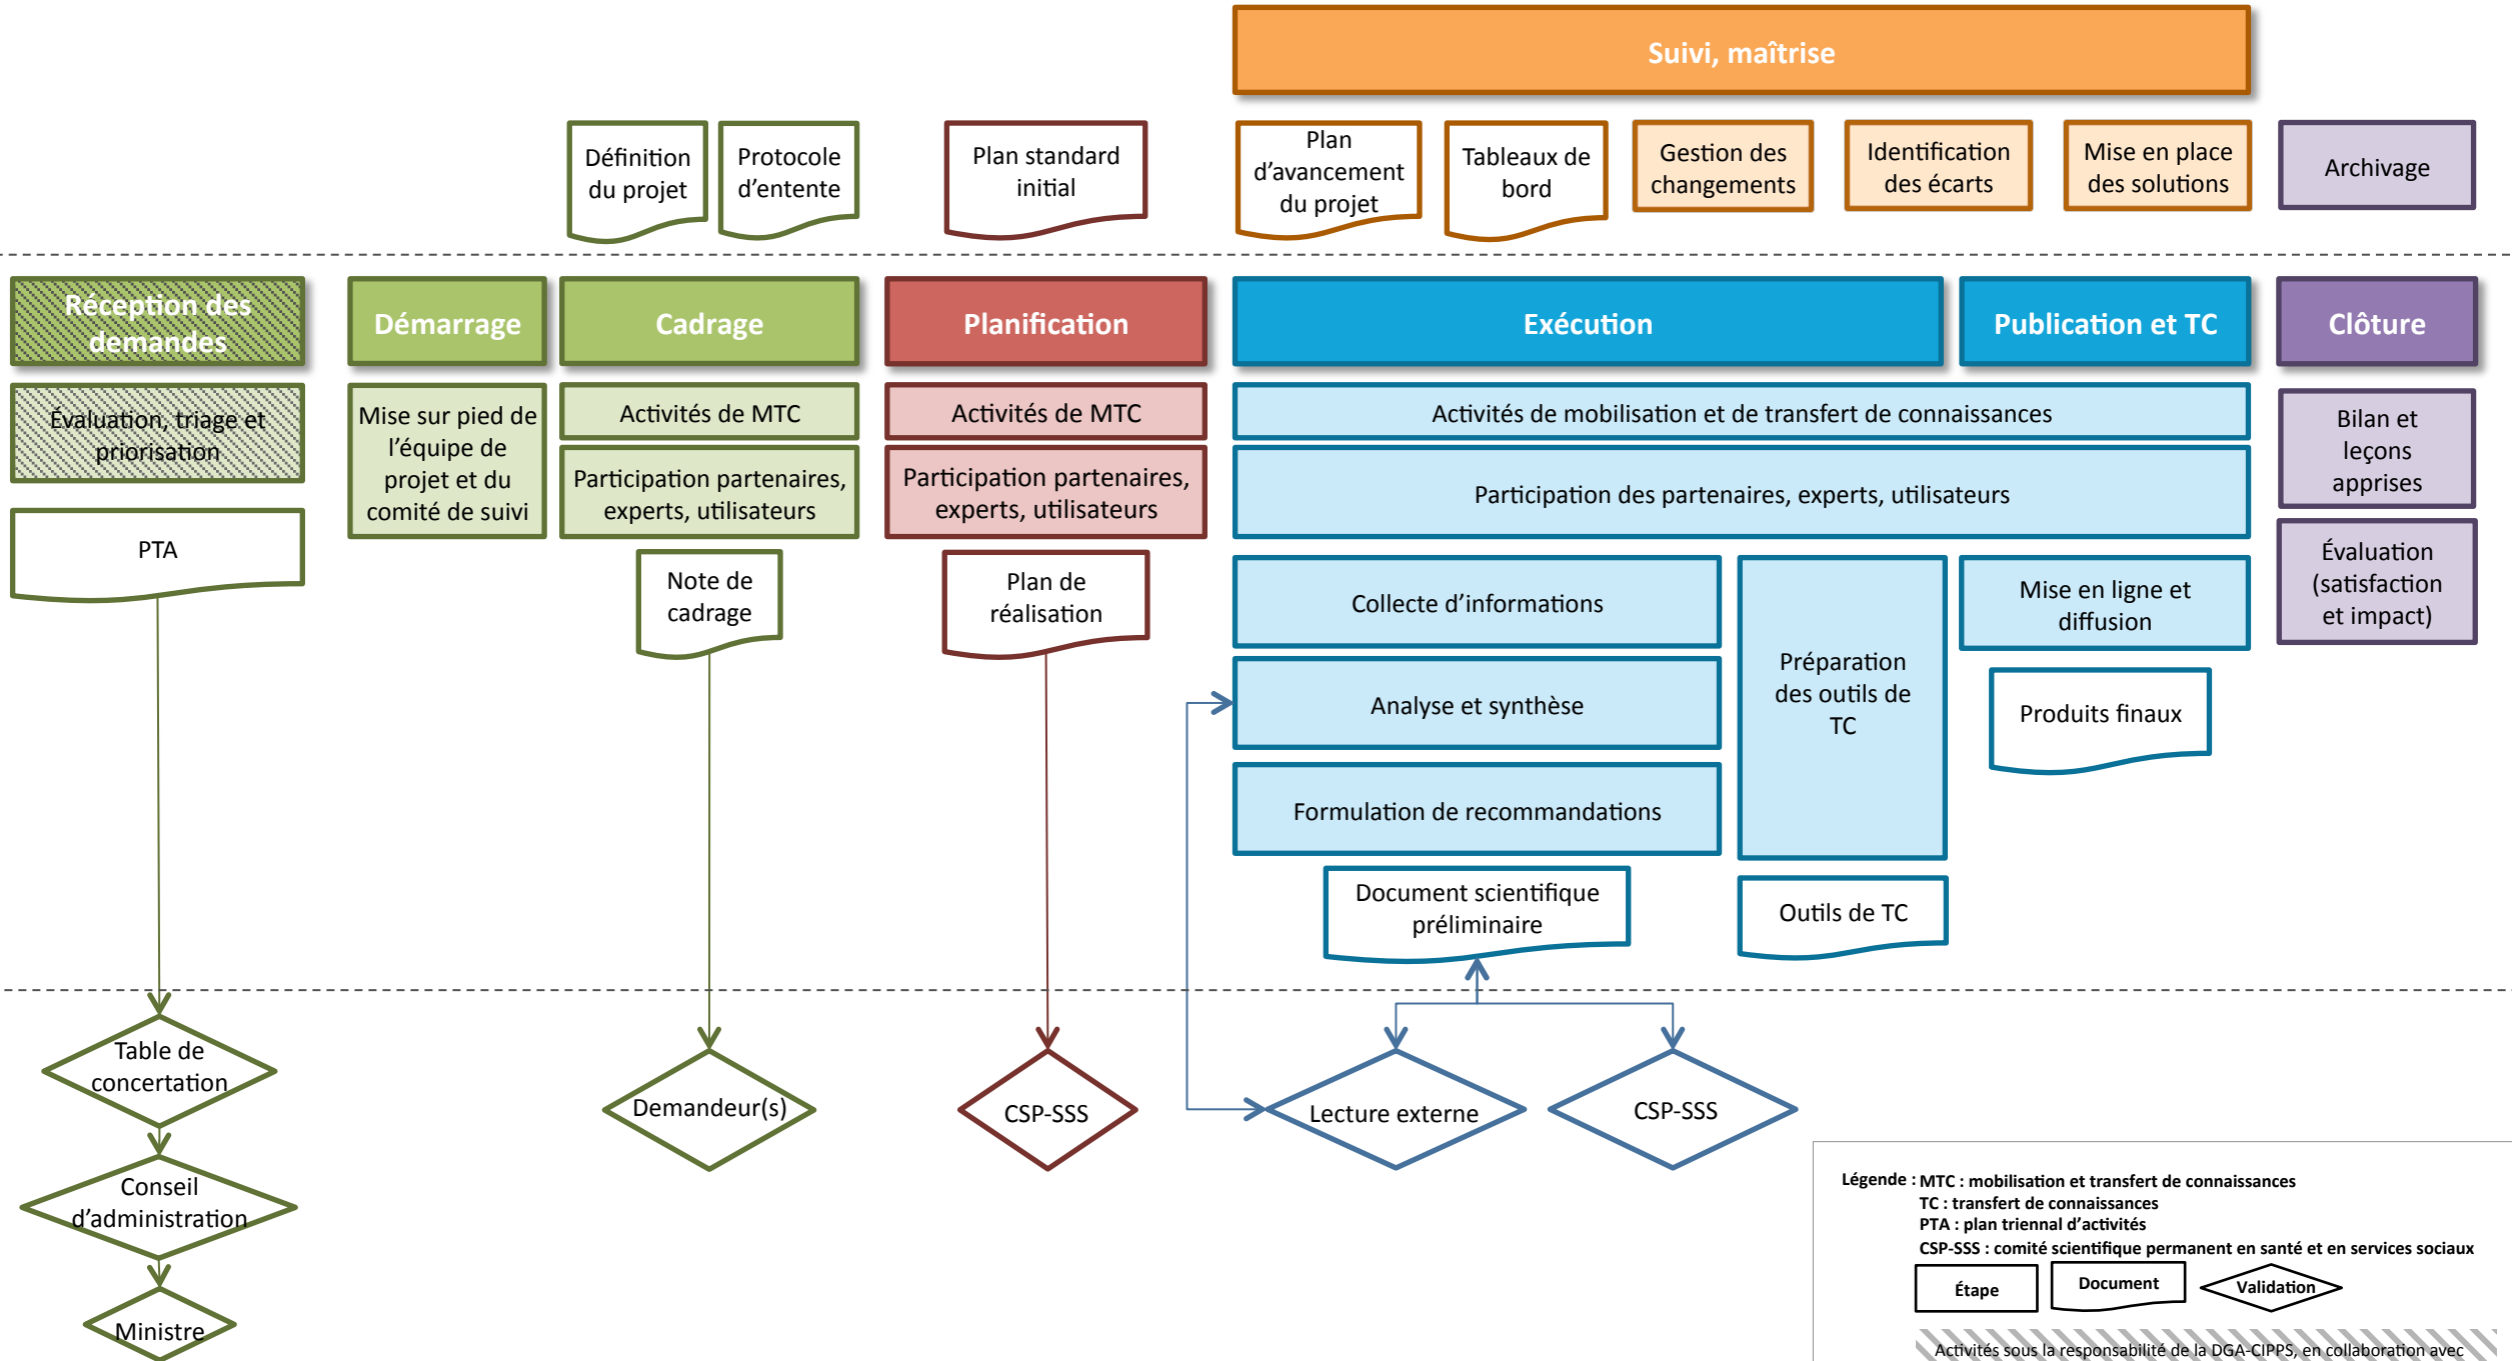 Suivi, maîtrise
Définition
du projet
Protocole
d'entente
Plan standard
initial
Plan
d'avancement
du projet
Tableaux de
bord
Gestion des
changements
Identification
des écarts
Mise en place
des solutions
Archivage
Réception des
demandes
Démarrage
Cadrage
Planification
Exécution
Publication et TC
Clôture
Évaluation, triage et
priorisation
PTA
Mise sur pied de
l'équipe de
projet et du
comité de suivi
Activités de MTC
Participation partenaires,
experts, utilisateurs
Note de
cadrage
Activités de MTC
Participation partenaires,
experts, utilisateurs
Plan de
réalisation
Activités de mobilisation et de transfert de connaissances
Participation des partenaires, experts, utilisateurs
Collecte d'informations
Analyse et synthèse
Formulation de recommandations
Document scientifique
préliminaire
Préparation
des outils de
TC
Outils de TC
Mise en ligne et
diffusion
Produits finaux
Bilan et
leçons
apprises
Évaluation
(satisfaction
et impact)
Table de
concertation
Conseil
d'administration
Ministre
Demandeur(s)
CSP-SSS
Lecture externe
CSP-SSS
Légende : MTC : mobilisation et transfert de connaissances
TC : transfert de connaissances
PTA : plan triennal d'activités
CSP-SSS : comité scientifique permanent en santé et en services sociaux
Étape
Document
Validation
Activités sous la responsabilité de la DGA-CIPPS, en collaboration avec